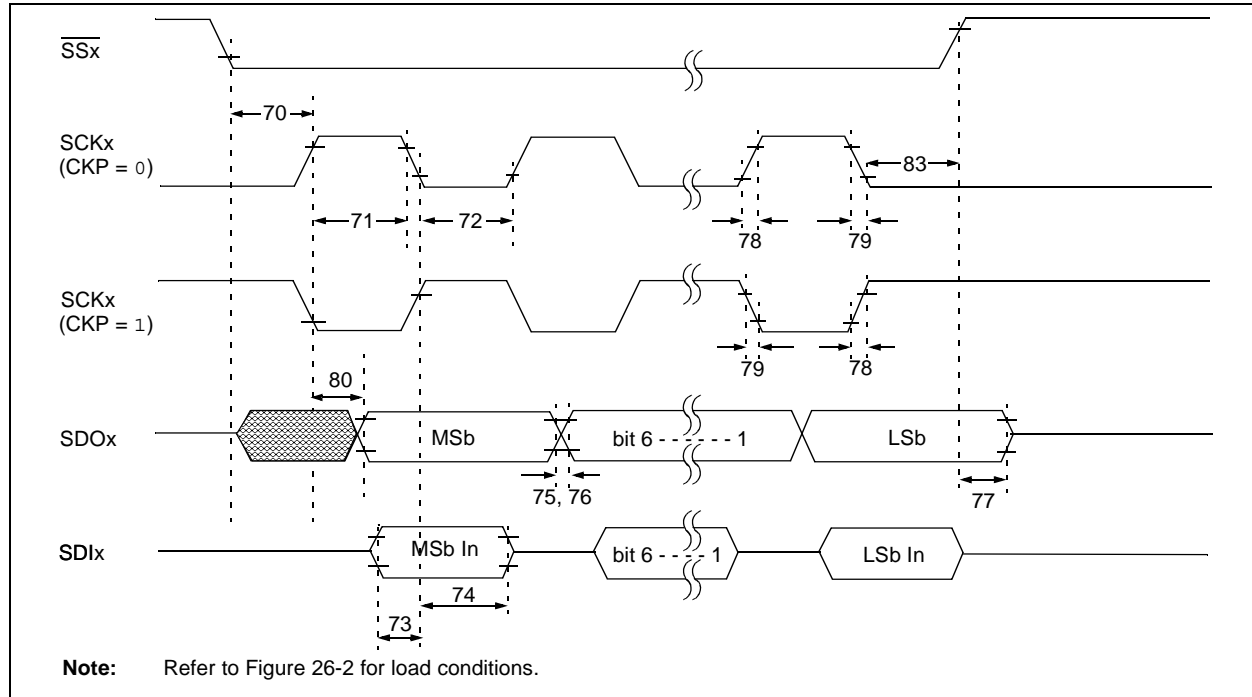 SSx
70
SCKx
(CKP = 0)
83
71
72
78
79
SCKx
(CKP = 1)
79
78
80
SDOx
MSb
bit 6 - - - - - - 1
LSb
75, 76
77
SDIx
MSb In
bit 6 - - - - 1
LSb In
74
73
Note: Refer to Figure 26-2 for load conditions.